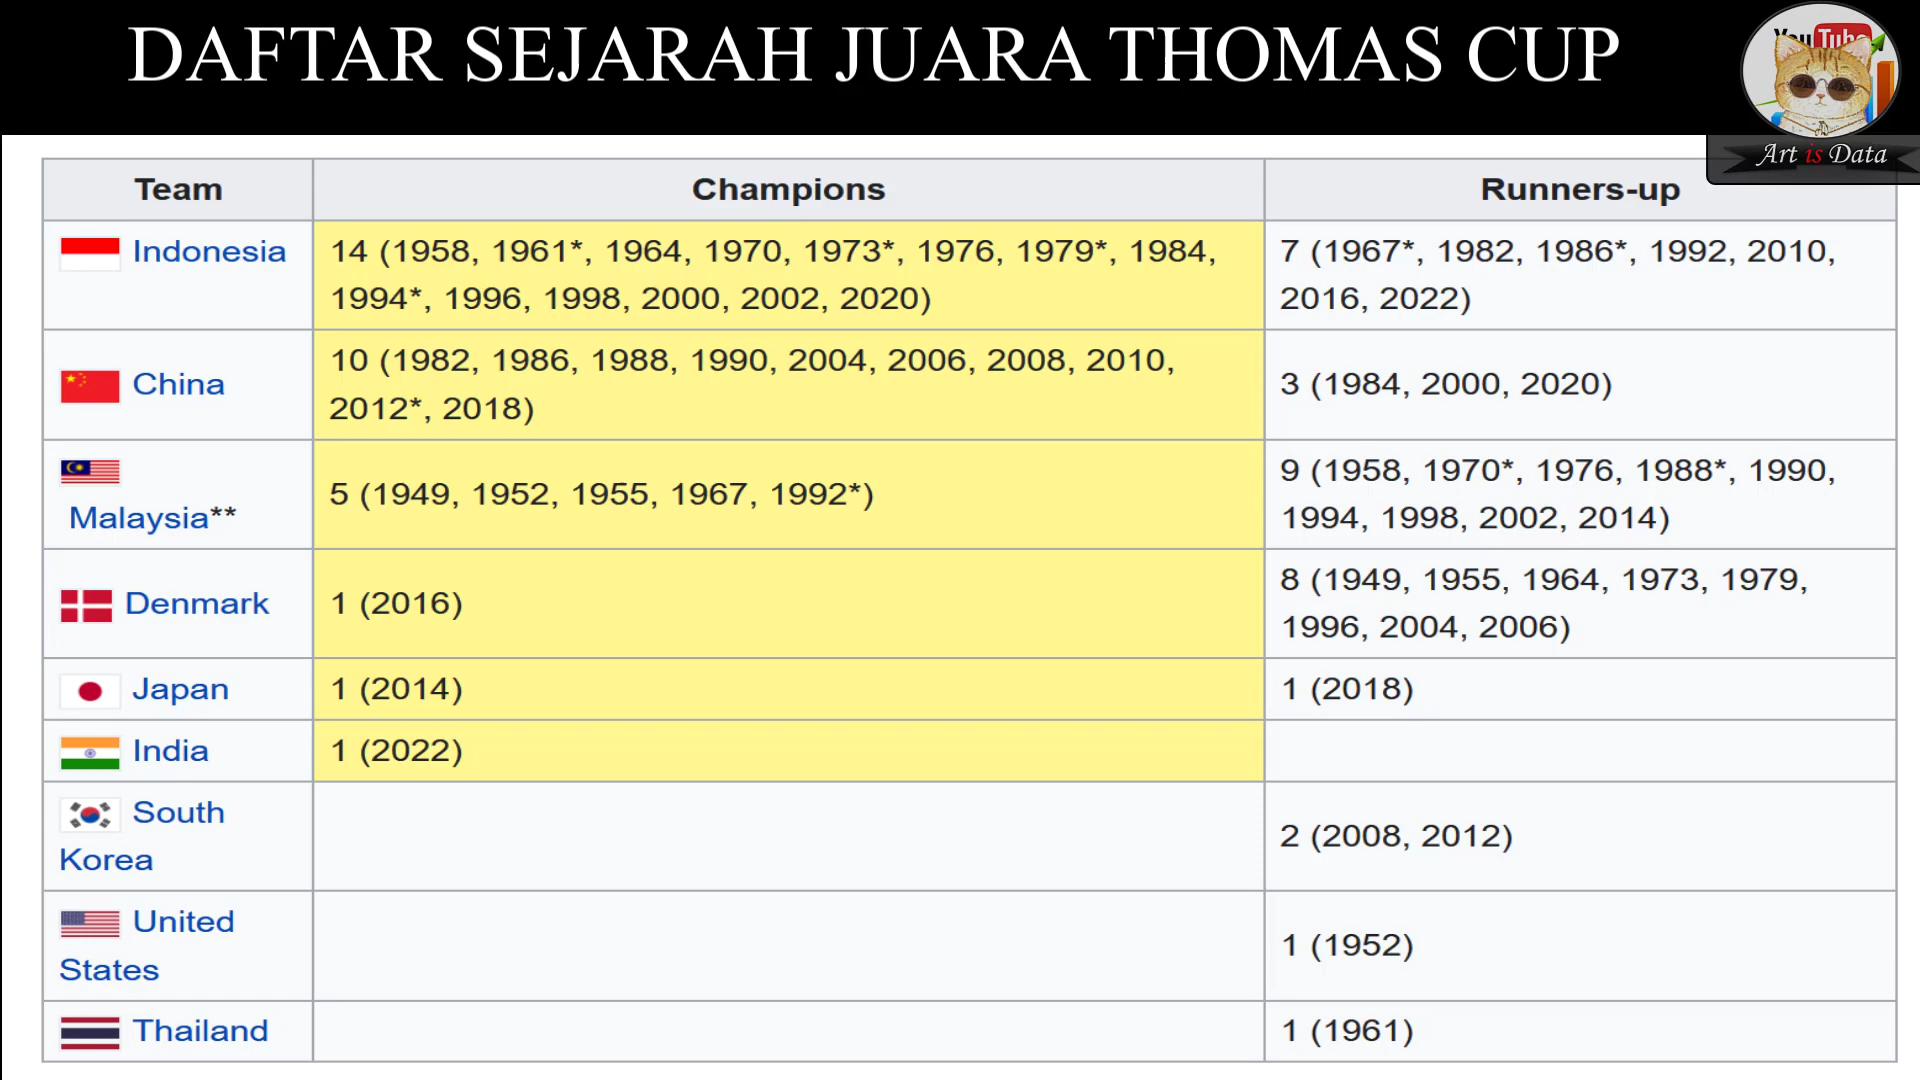 DAFTAR SEJARAH JUARA THOMAS CUP
YouTube
Art is Data
Team
Champions
Runners-up
Indonesia
14 (1958, 1961*, 1964, 1970, 1973*, 1976, 1979*, 1984,
1994*, 1996, 1998, 2000, 2002, 2020)
7 (1967*, 1982, 1986*, 1992, 2010,
2016, 2022)
China
10 (1982, 1986, 1988, 1990, 2004, 2006, 2008, 2010,
2012*, 2018)
3 (1984, 2000, 2020)
Malaysia**
5 (1949, 1952, 1955, 1967, 1992*)
9 (1958, 1970*, 1976, 1988*, 1990,
1994, 1998, 2002, 2014)
Denmark
1 (2016)
8 (1949, 1955, 1964, 1973, 1979,
1996, 2004, 2006)
Japan
1 (2014)
1 (2018)
India
1 (2022)
South
Korea
2 (2008, 2012)
United
States
1 (1952)
Thailand
1 (1961)